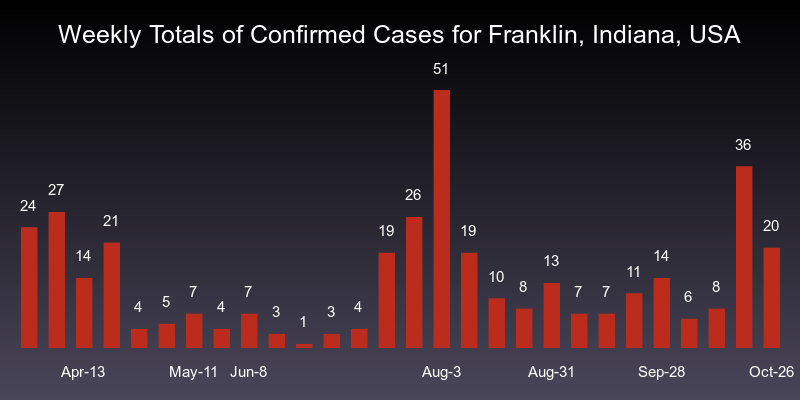 Weekly Totals of Confirmed Cases for Franklin, Indiana, USA
24 27 14 21 4 5 7 4 7 3 1 3 4 19 26 51 19 10 8 13 7 7 11 14 6 8 36 20
Apr-13 May-11 Jun-8 Aug-3 Aug-31 Sep-28 Oct-26